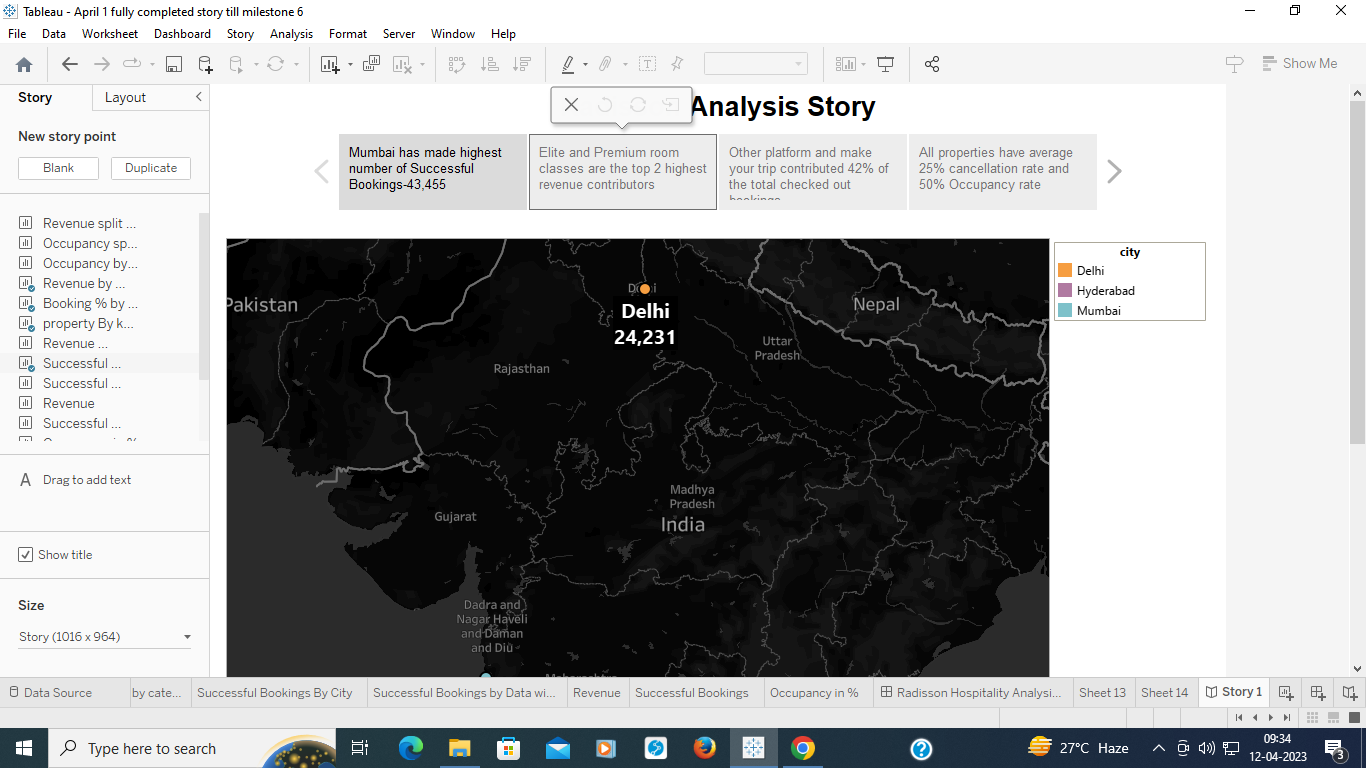 Tableau - April 1 fully completed story till milestone 6
File Data Worksheet Dashboard Story Analysis Format Server Window Help
Show Me
Story Layout
New story point
Blank Duplicate
Revenue split ...
Occupancy sp...
Occupancy by...
Revenue by ...
Booking % by ...
property By k...
Revenue ...
Successful ...
Successful ...
Revenue
Successful ...
A Drag to add text
Show title
Size
Story (1016 x 964)
Analysis Story
Mumbai has made highest
number of Successful
Bookings-43,455
Elite and Premium room
classes are the top 2 highest
revenue contributors
Other platform and make
your trip contributed 42% of
the total checked out
bookings
All properties have average
25% cancellation rate and
50% Occupancy rate
Pakistan
Delhi
24,231
Nepal
Uttar
Pradesh
Rajasthan
Madhya
Pradesh
India
Gujarat
Dadra and
Nagar Haveli
and Daman
and Diu
city
Delhi
Hyderabad
Mumbai
Data Source by cate... Successful Bookings By City Successful Bookings by Data wi... Revenue Successful Bookings Occupancy in % Radisson Hospitality Analysi... Sheet 13 Sheet 14 Story 1
Type here to search
27°C Haze
09:34
12-04-2023
3